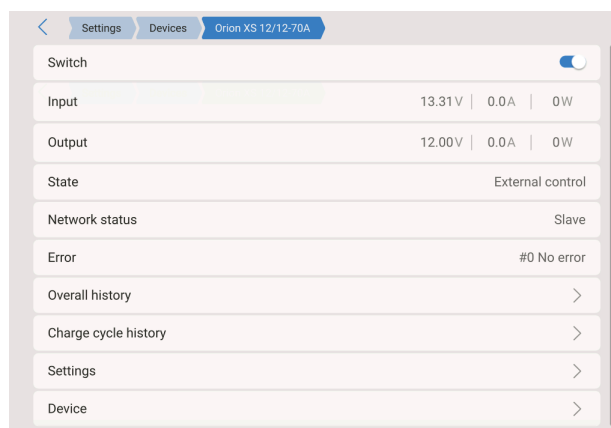 Settings Devices Orion XS 12/12-70A
Switch
Input 13.31V 0.0A 0W
Output 12.00V 0.0A 0W
State External control
Network status Slave
Error #0 No error
Overall history
Charge cycle history
Settings
Device